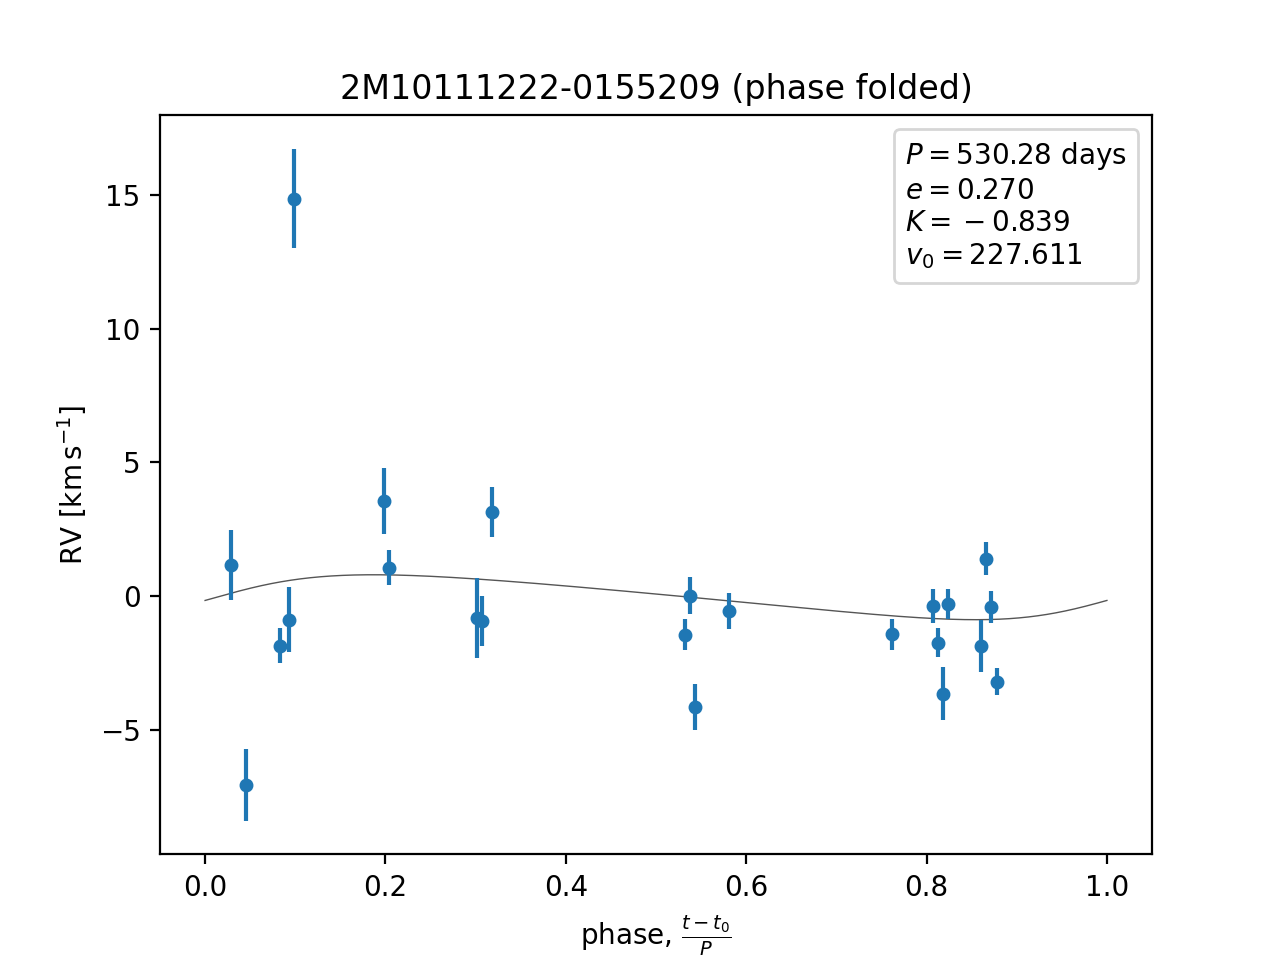 2M10111222-0155209 (phase folded)
P = 530.28 days
e = 0.270
K = −0.839
v₀ = 227.611
15
10
5
0
−5
RV [km s⁻¹]
0.0 0.2 0.4 0.6 0.8 1.0
phase, (t − t₀)/P